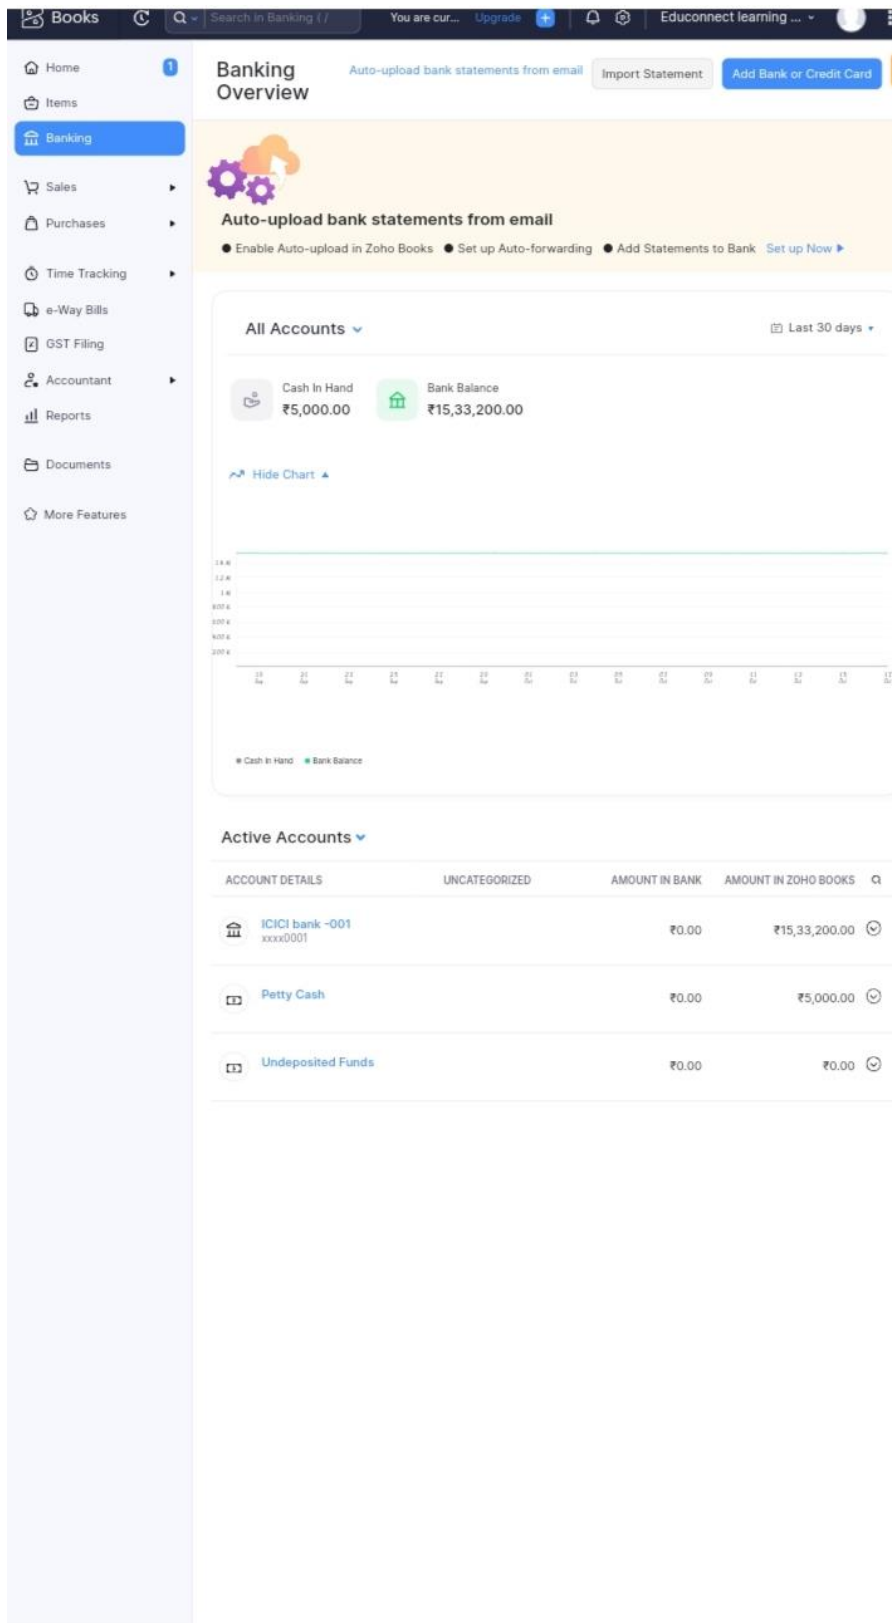 Books
Search in Banking ( /
You are cur... Upgrade
Educonnect learning ...
Home 1
Items
Banking
Sales
Purchases
Time Tracking
e-Way Bills
GST Filing
Accountant
Reports
Documents
More Features
Banking
Overview
Auto-upload bank statements from email
Import Statement
Add Bank or Credit Card
Auto-upload bank statements from email
Enable Auto-upload in Zoho Books
Set up Auto-forwarding
Add Statements to Bank
Set up Now
All Accounts
Last 30 days
Cash In Hand
₹5,000.00
Bank Balance
₹15,33,200.00
Hide Chart
Cash In Hand Bank Balance
Active Accounts
ACCOUNT DETAILS UNCATEGORIZED AMOUNT IN BANK AMOUNT IN ZOHO BOOKS
ICICI bank -001
xxxx0001
₹0.00 ₹15,33,200.00
Petty Cash ₹0.00 ₹5,000.00
Undeposited Funds ₹0.00 ₹0.00